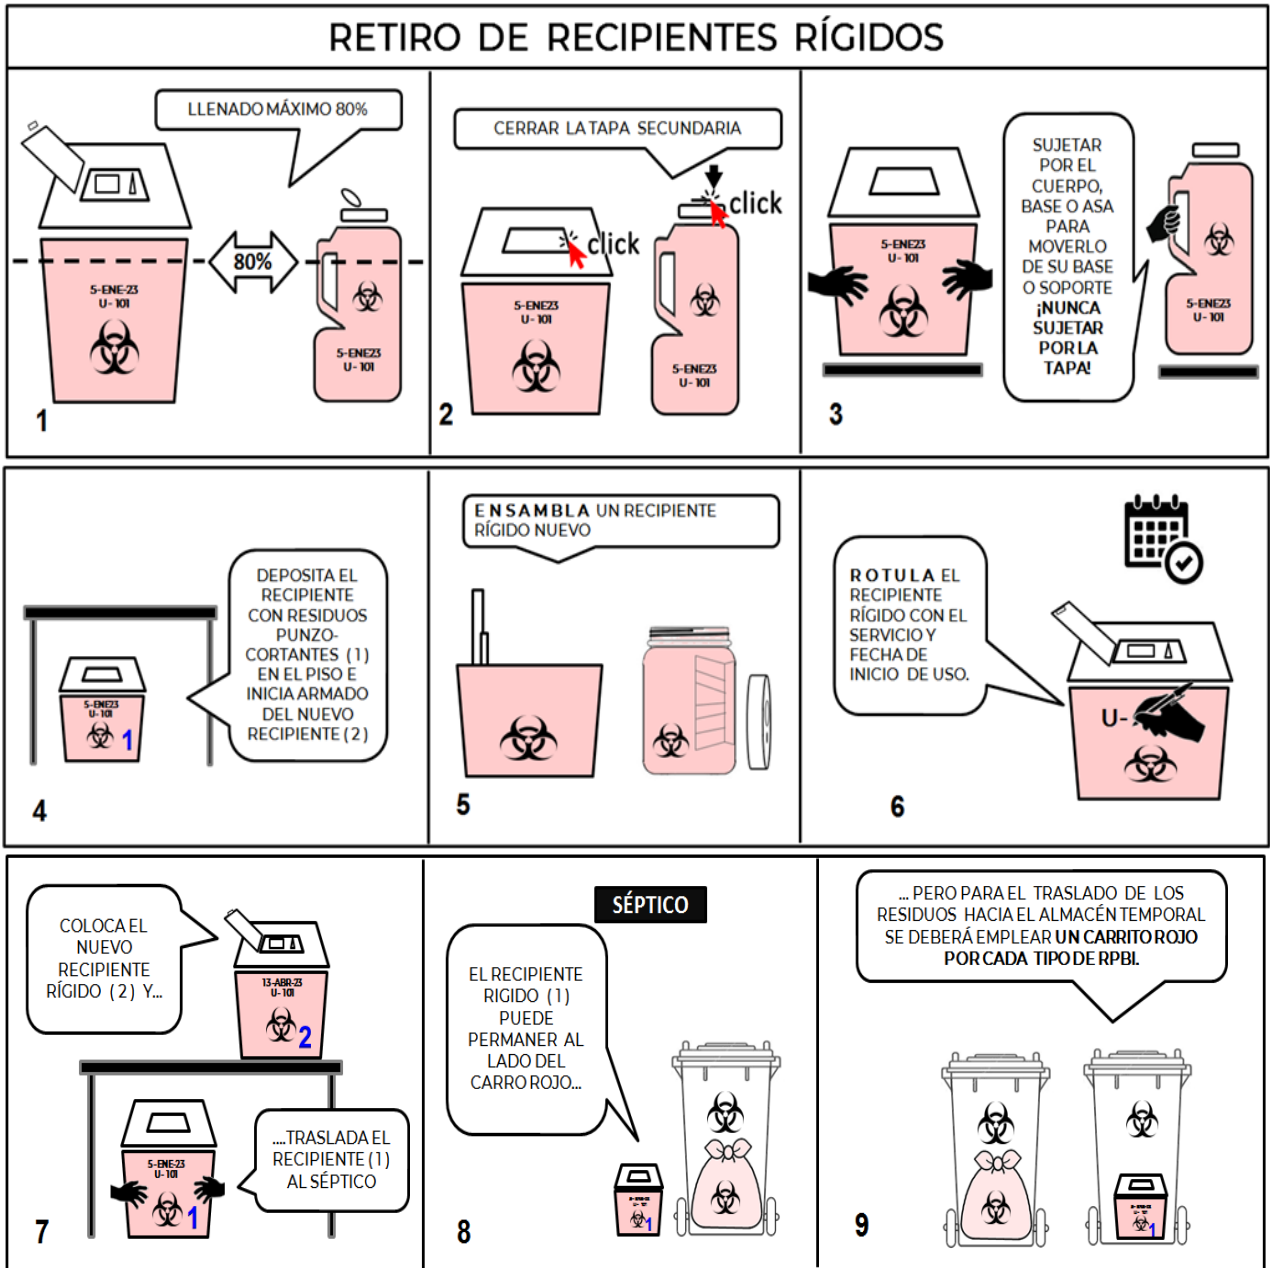 RETIRO DE RECIPIENTES RÍGIDOS
LLENADO MÁXIMO 80%
80%
5-ENE-23
U- 101
5-ENE23
U- 101
1
CERRAR LA TAPA SECUNDARIA
click
click
5-ENE23
U- 101
5-ENE23
U- 101
2
SUJETAR
POR EL
CUERPO,
BASE O ASA
PARA
MOVERLO
DE SU BASE
O SOPORTE
¡NUNCA
SUJETAR
POR LA
TAPA!
5-ENE23
U- 101
5-ENE23
U- 101
3
DEPOSITA EL
RECIPIENTE
CON RESIDUOS
PUNZO-
CORTANTES (1)
EN EL PISO E
INICIA ARMADO
DEL NUEVO
RECIPIENTE (2)
5-ENE23
U- 101
1
4
ENSAMBLA UN RECIPIENTE
RÍGIDO NUEVO
5
ROTULA EL
RECIPIENTE
RÍGIDO CON EL
SERVICIO Y
FECHA DE
INICIO DE USO.
U-
6
COLOCA EL
NUEVO
RECIPIENTE
RÍGIDO (2) Y...
13-ABR-23
U- 101
2
....TRASLADA EL
RECIPIENTE (1)
AL SÉPTICO
5-ENE-23
U- 101
1
7
SÉPTICO
EL RECIPIENTE
RIGIDO (1)
PUEDE
PERMANER AL
LADO DEL
CARRO ROJO...
1
8
... PERO PARA EL TRASLADO DE LOS
RESIDUOS HACIA EL ALMACÉN TEMPORAL
SE DEBERÁ EMPLEAR UN CARRITO ROJO
POR CADA TIPO DE RPBI.
1
9